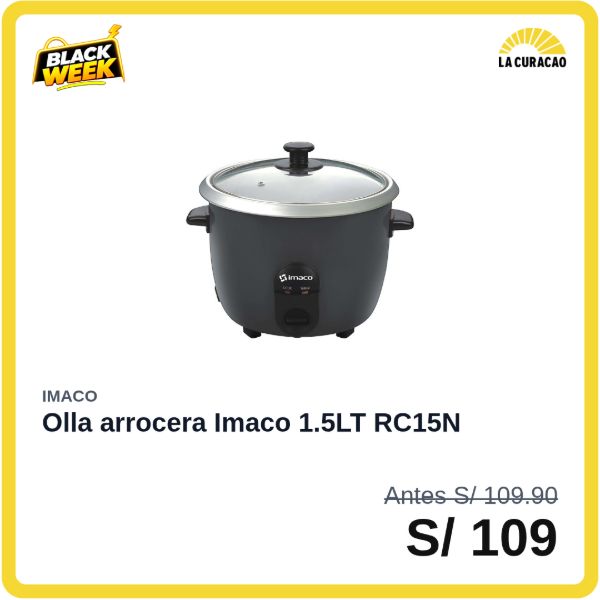 BLACK
WEEK
LA CURACAO
imaco
IMACO
Olla arrocera Imaco 1.5LT RC15N
Antes S/ 109.90
S/ 109